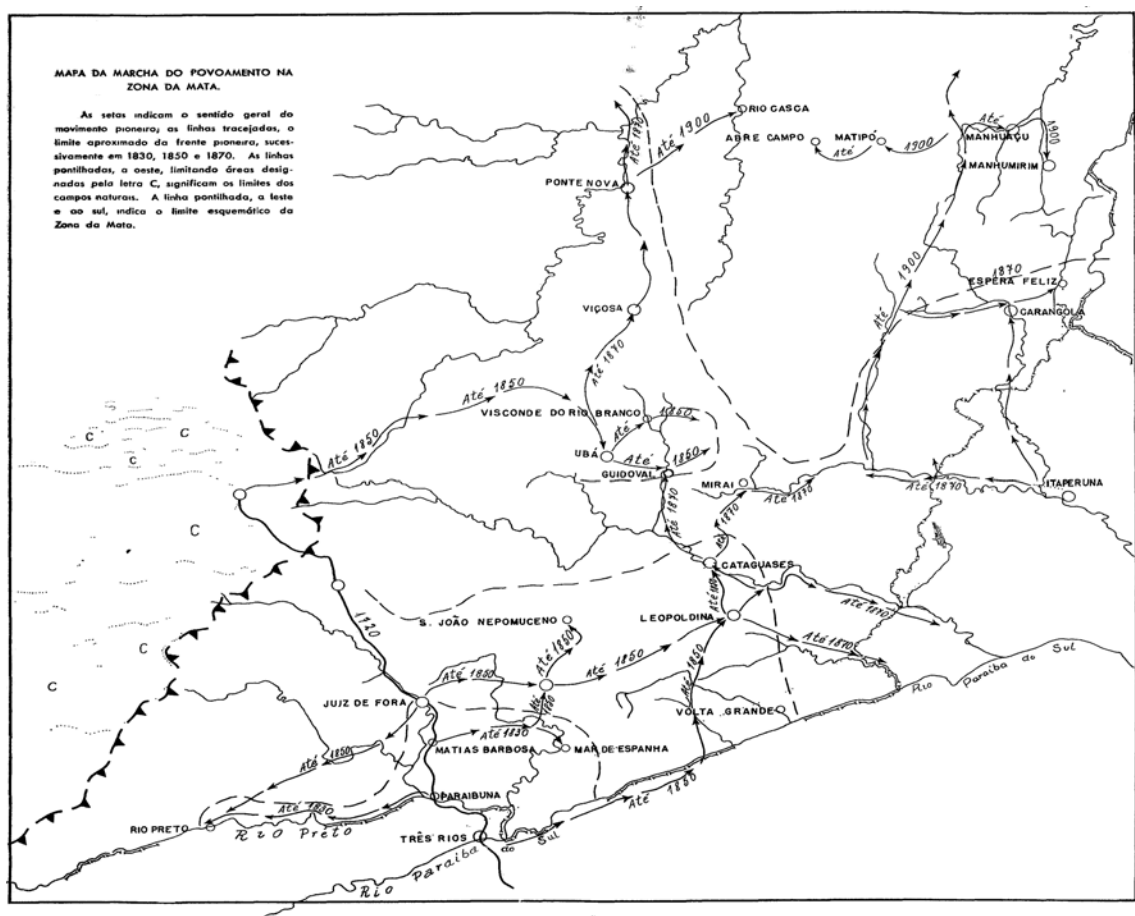 MAPA DA MARCHA DO POVOAMENTO NA
ZONA DA MATA.
As setas indicam o sentido geral do
movimento pioneiro; as linhas tracejadas, o
limite aproximado da frente pioneira, suces-
sivamente em 1830, 1850 e 1870. As linhas
pontilhadas, a oeste, limitando áreas desig-
nadas pela letra C, significam os limites dos
campos naturais. A linha pontilhada, a leste
e ao sul, indica o limite esquemático da
Zona da Mata.
RIO CASCA
Até 1870
Até 1900
ABRE CAMPO
MATIPÓ
Até
1900
Até
MANHUAÇU
1900
MANHUMIRIM
PONTE NOVA
Até 1900
1870
ESPERA FELIZ
CARANGOLA
VIÇOSA
Até 1870
Até 1850
Até 1850
VISCONDE DO RIO BRANCO
Até 1850
UBÁ
Até 1850
GUIDOVAL
MIRAI
Até 1870
Até 1870
ITAPERUNA
Até 1870
Até 1870
C
C
C
C
C
C
CATAGUASES
LEOPOLDINA
Até 1870
Até 1870
S. JOÃO NEPOMUCENO
Até 1850
Até 1850
Até 1850
1720
Até 1850
JUIZ DE FORA
VOLTA GRANDE
Rio Paraiba do Sul
Até 1830
MATIAS BARBOSA
MAR DE ESPANHA
Até 1850
PARAIBUNA
Até 1850
RIO PRETO
Rio Prêto
TRÊS RIOS
Rio Paraiba do Sul